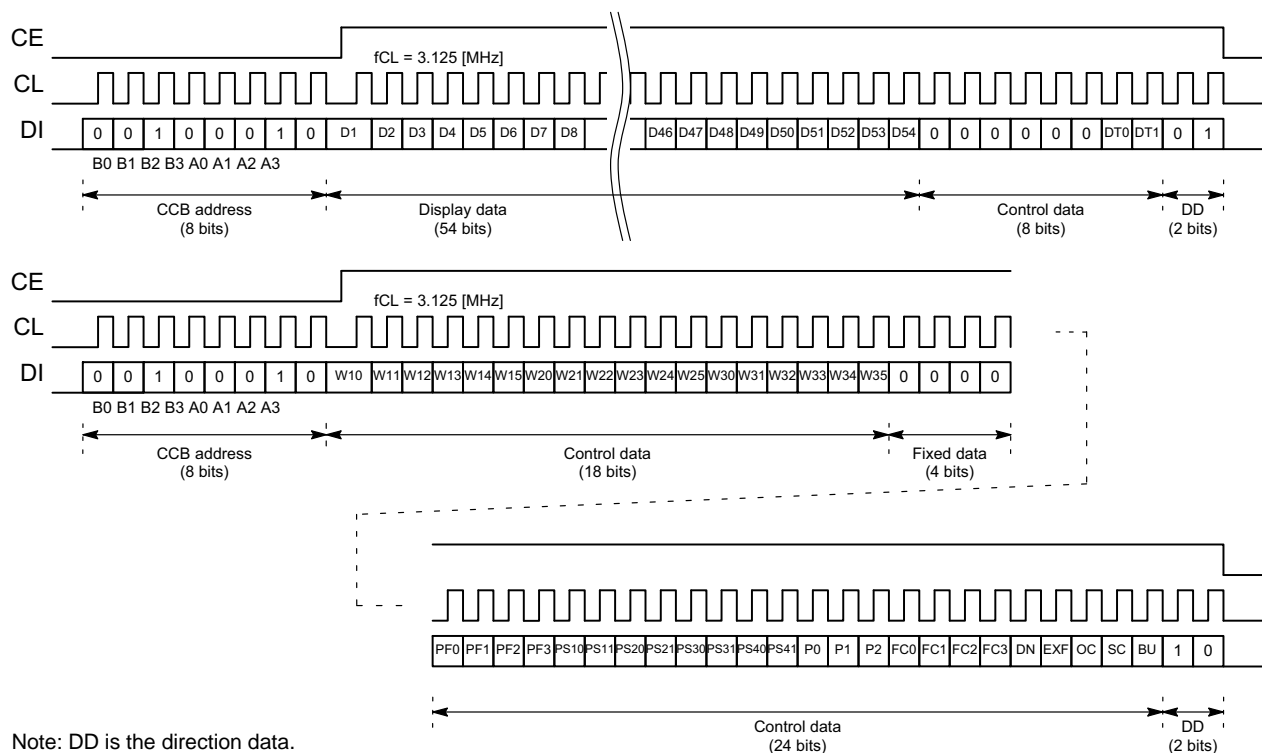 CE
fCL = 3.125 [MHz]
CL
DI 0 0 1 0 0 0 1 0 D1 D2 D3 D4 D5 D6 D7 D8 D46 D47 D48 D49 D50 D51 D52 D53 D54 0 0 0 0 0 0 DT0 DT1 0 1
B0 B1 B2 B3 A0 A1 A2 A3
CCB address Display data Control data DD
(8 bits) (54 bits) (8 bits) (2 bits)
CE
fCL = 3.125 [MHz]
CL
DI 0 0 1 0 0 0 1 0 W10 W11 W12 W13 W14 W15 W20 W21 W22 W23 W24 W25 W30 W31 W32 W33 W34 W35 0 0 0 0
B0 B1 B2 B3 A0 A1 A2 A3
CCB address Control data Fixed data
(8 bits) (18 bits) (4 bits)
PF0 PF1 PF2 PF3 PS10 PS11 PS20 PS21 PS30 PS31 PS40 PS41 P0 P1 P2 FC0 FC1 FC2 FC3 DN EXF OC SC BU 1 0
Control data DD
(24 bits) (2 bits)
Note: DD is the direction data.